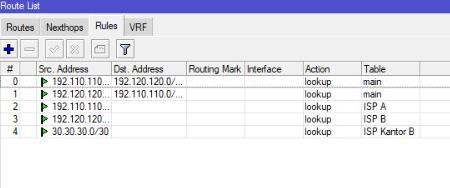 Route List
Routes Nexthops Rules VRF
# Src. Address Dst. Address Routing Mark Interface Action Table
0 192.110.110... 192.120.120.0/... lookup main
1 192.120.120... 192.110.110.0/... lookup main
2 192.110.110... lookup ISP A
3 192.120.120... lookup ISP B
4 30.30.30.0/30 lookup ISP Kantor B